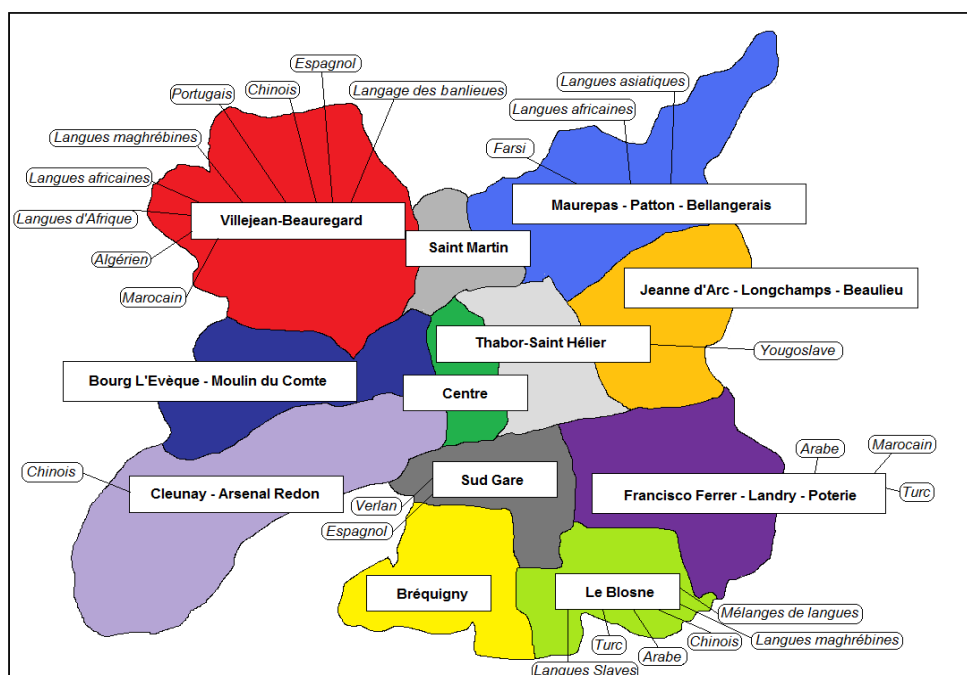 Espagnol
Langues asiatiques
Portugais
Chinois
Langage des banlieues
Langues africaines
Langues maghrébines
Farsi
Langues africaines
Langues d'Afrique
Villejean-Beauregard
Maurepas - Patton - Bellangerais
Saint Martin
Algérien
Marocain
Jeanne d'Arc - Longchamps - Beaulieu
Thabor-Saint Hélier
Yougoslave
Bourg L'Evèque - Moulin du Comte
Centre
Chinois
Cleunay - Arsenal Redon
Sud Gare
Arabe
Marocain
Francisco Ferrer - Landry - Poterie
Turc
Verlan
Espagnol
Bréquigny
Le Blosne
Mélanges de langues
Langues maghrébines
Chinois
Turc
Arabe
Langues Slaves